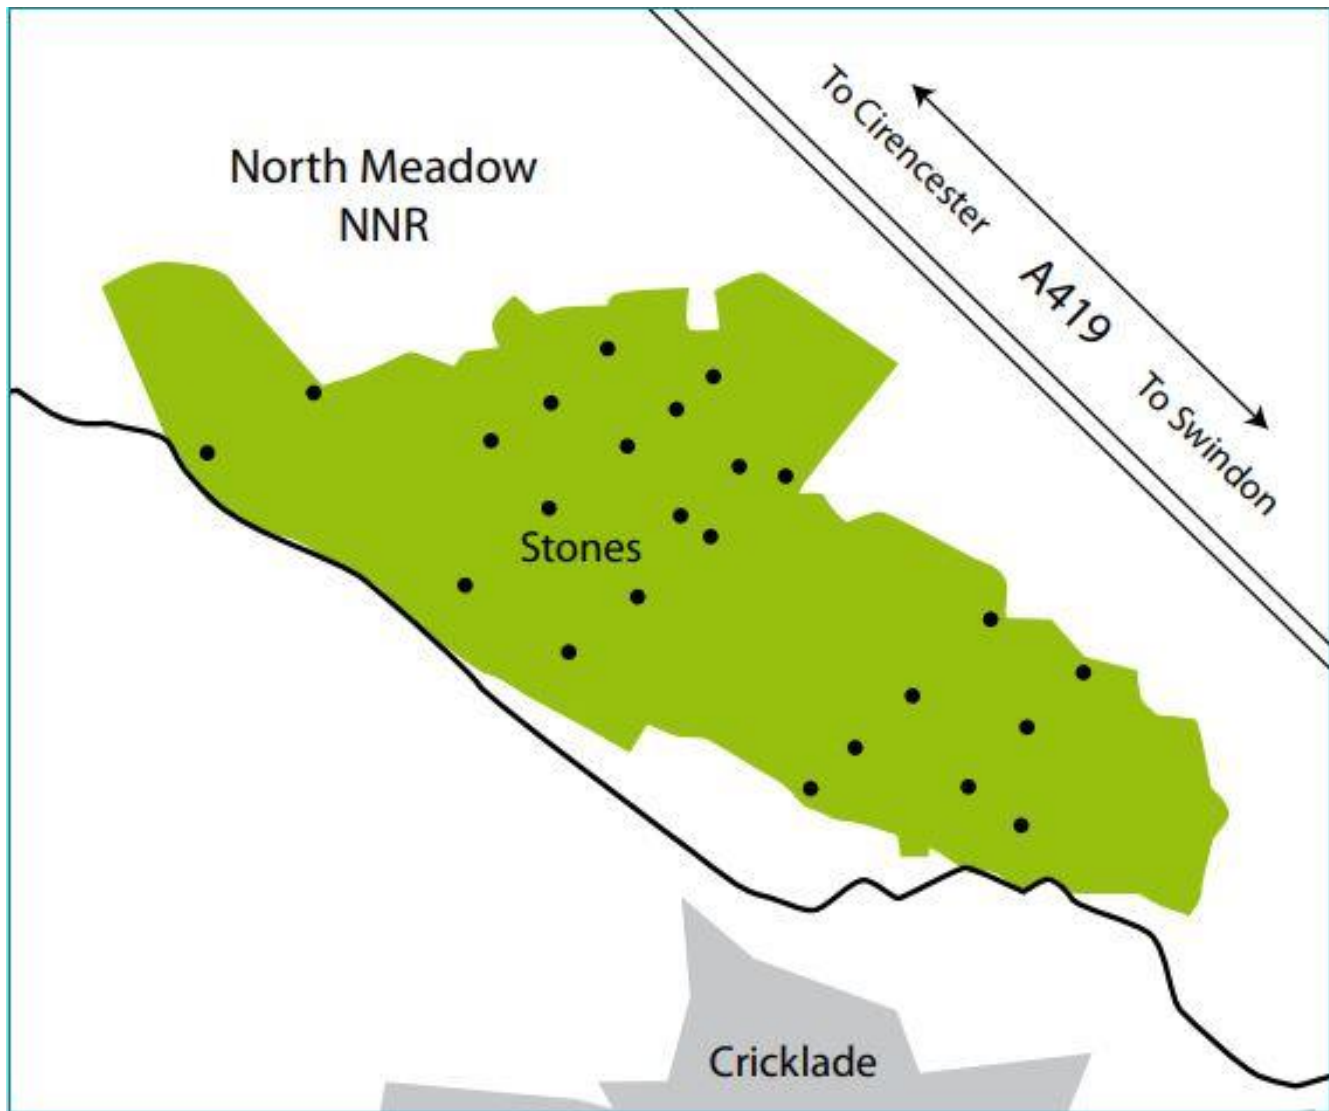 North Meadow
NNR
To Cirencester
A419
To Swindon
Stones
Cricklade